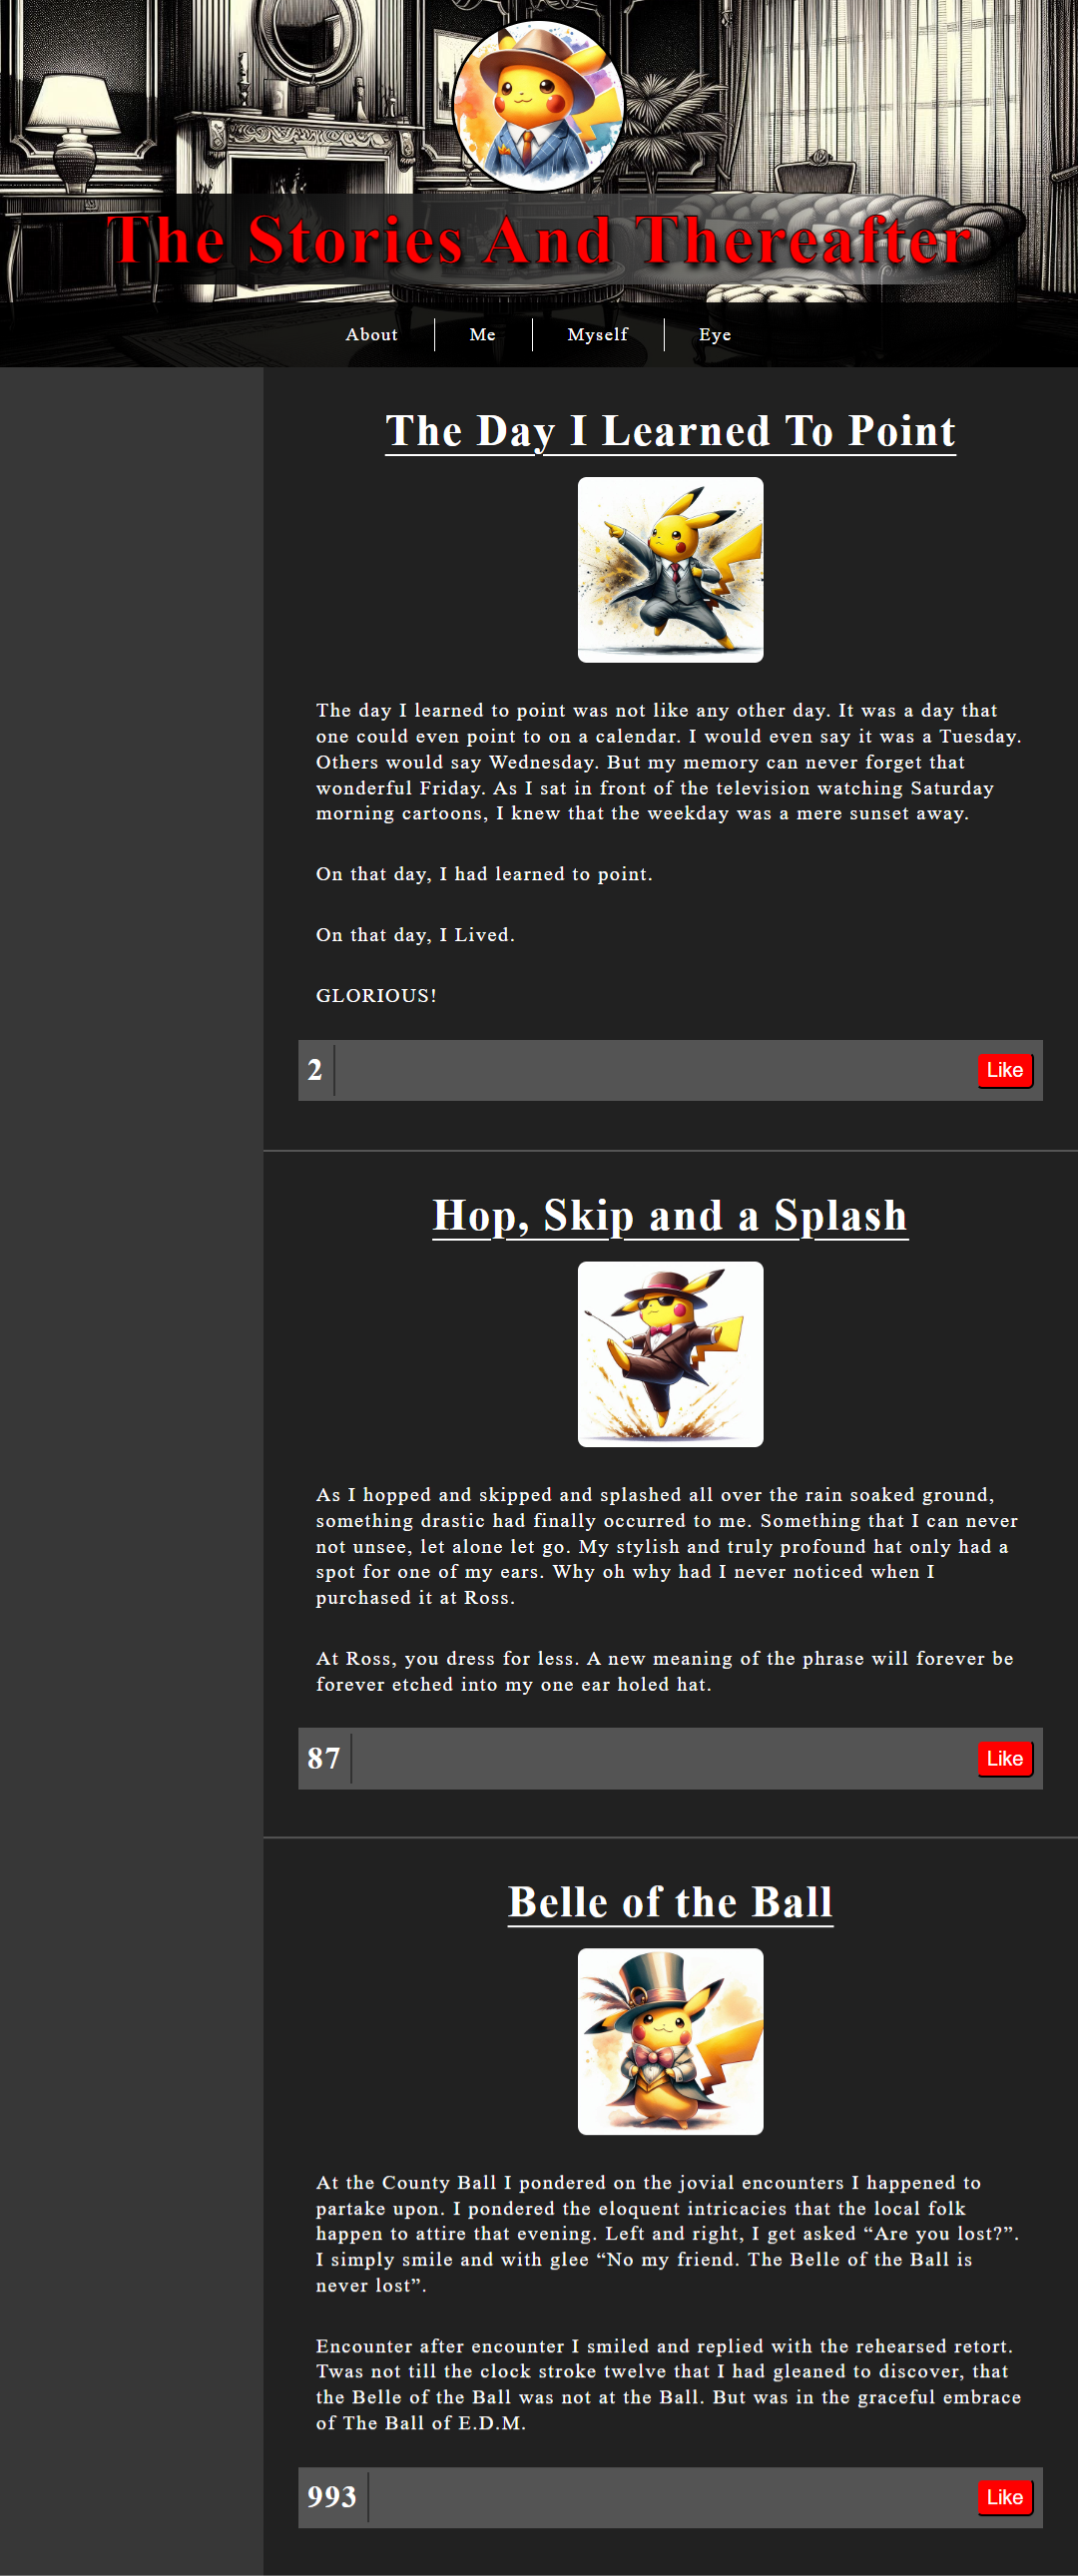 The Stories And Thereafter
About
Me
Myself
Eye
The Day I Learned To Point
The day I learned to point was not like any other day. It was a day that
one could even point to on a calendar. I would even say it was a Tuesday.
Others would say Wednesday. But my memory can never forget that
wonderful Friday. As I sat in front of the television watching Saturday
morning cartoons, I knew that the weekday was a mere sunset away.
On that day, I had learned to point.
On that day, I Lived.
GLORIOUS!
2
Like
Hop, Skip and a Splash
As I hopped and skipped and splashed all over the rain soaked ground,
something drastic had finally occurred to me. Something that I can never
not unsee, let alone let go. My stylish and truly profound hat only had a
spot for one of my ears. Why oh why had I never noticed when I
purchased it at Ross.
At Ross, you dress for less. A new meaning of the phrase will forever be
forever etched into my one ear holed hat.
87
Like
Belle of the Ball
At the County Ball I pondered on the jovial encounters I happened to
partake upon. I pondered the eloquent intricacies that the local folk
happen to attire that evening. Left and right, I get asked “Are you lost?”.
I simply smile and with glee “No my friend. The Belle of the Ball is
never lost”.
Encounter after encounter I smiled and replied with the rehearsed retort.
Twas not till the clock stroke twelve that I had gleaned to discover, that
the Belle of the Ball was not at the Ball. But was in the graceful embrace
of The Ball of E.D.M.
993
Like